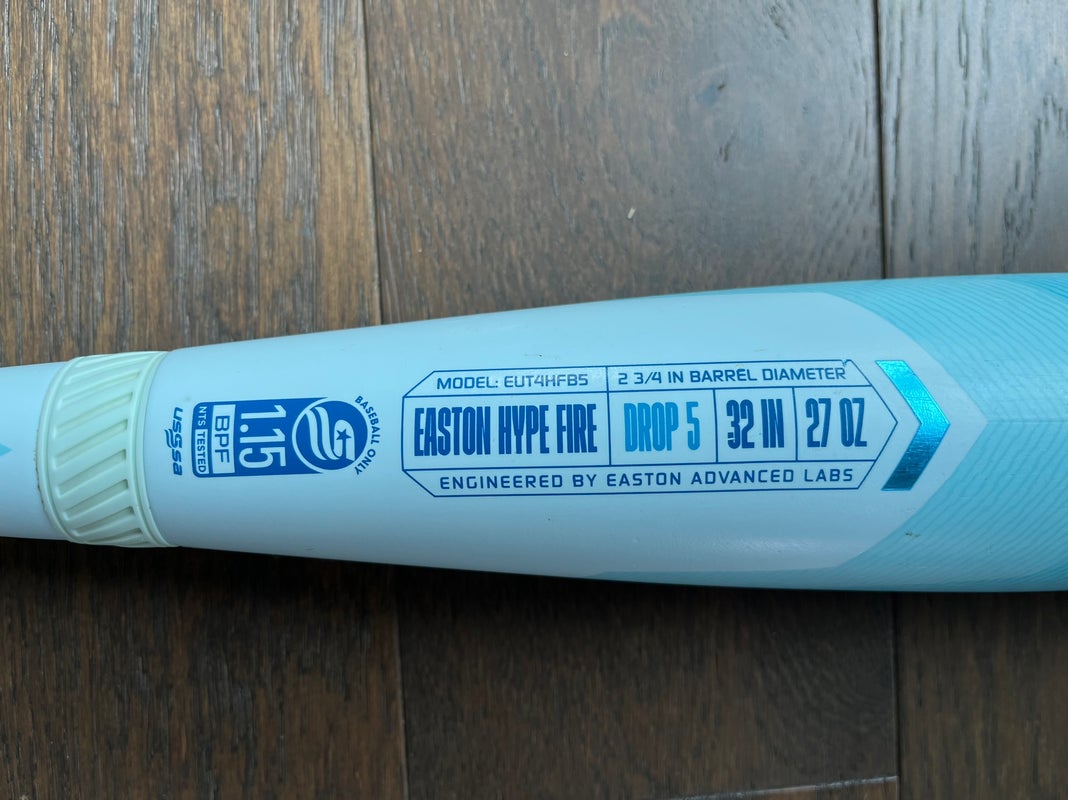 MODEL: EUT4HFB5
2 3/4 IN BARREL DIAMETER
EASTON HYPE FIRE
DROP 5
32 IN
27 OZ
ENGINEERED BY EASTON ADVANCED LABS
BASEBALL ONLY
1.15
BPF
NTS TESTED
USSSA